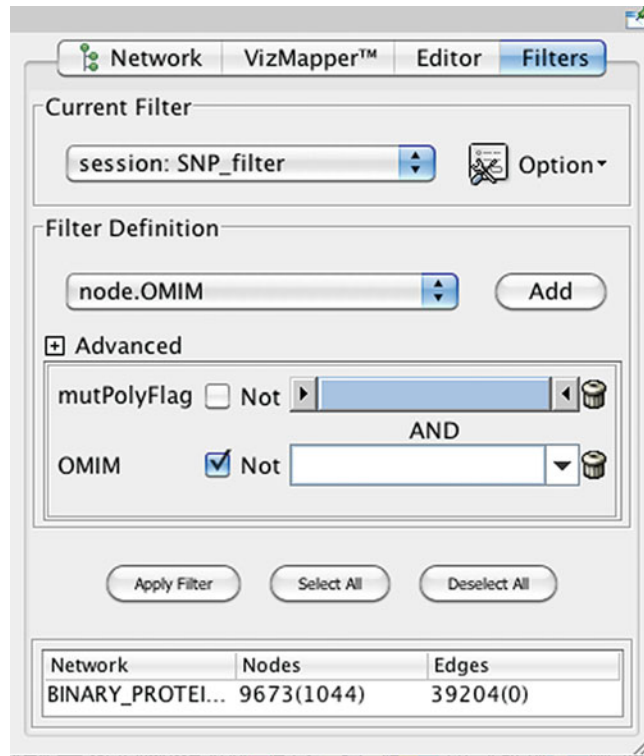 Network VizMapper™ Editor Filters
Current Filter
session: SNP_filter Option
Filter Definition
node.OMIM Add
Advanced
mutPolyFlag Not
AND
OMIM Not
Apply Filter Select All Deselect All
Network Nodes Edges
BINARY_PROTEI... 9673(1044) 39204(0)